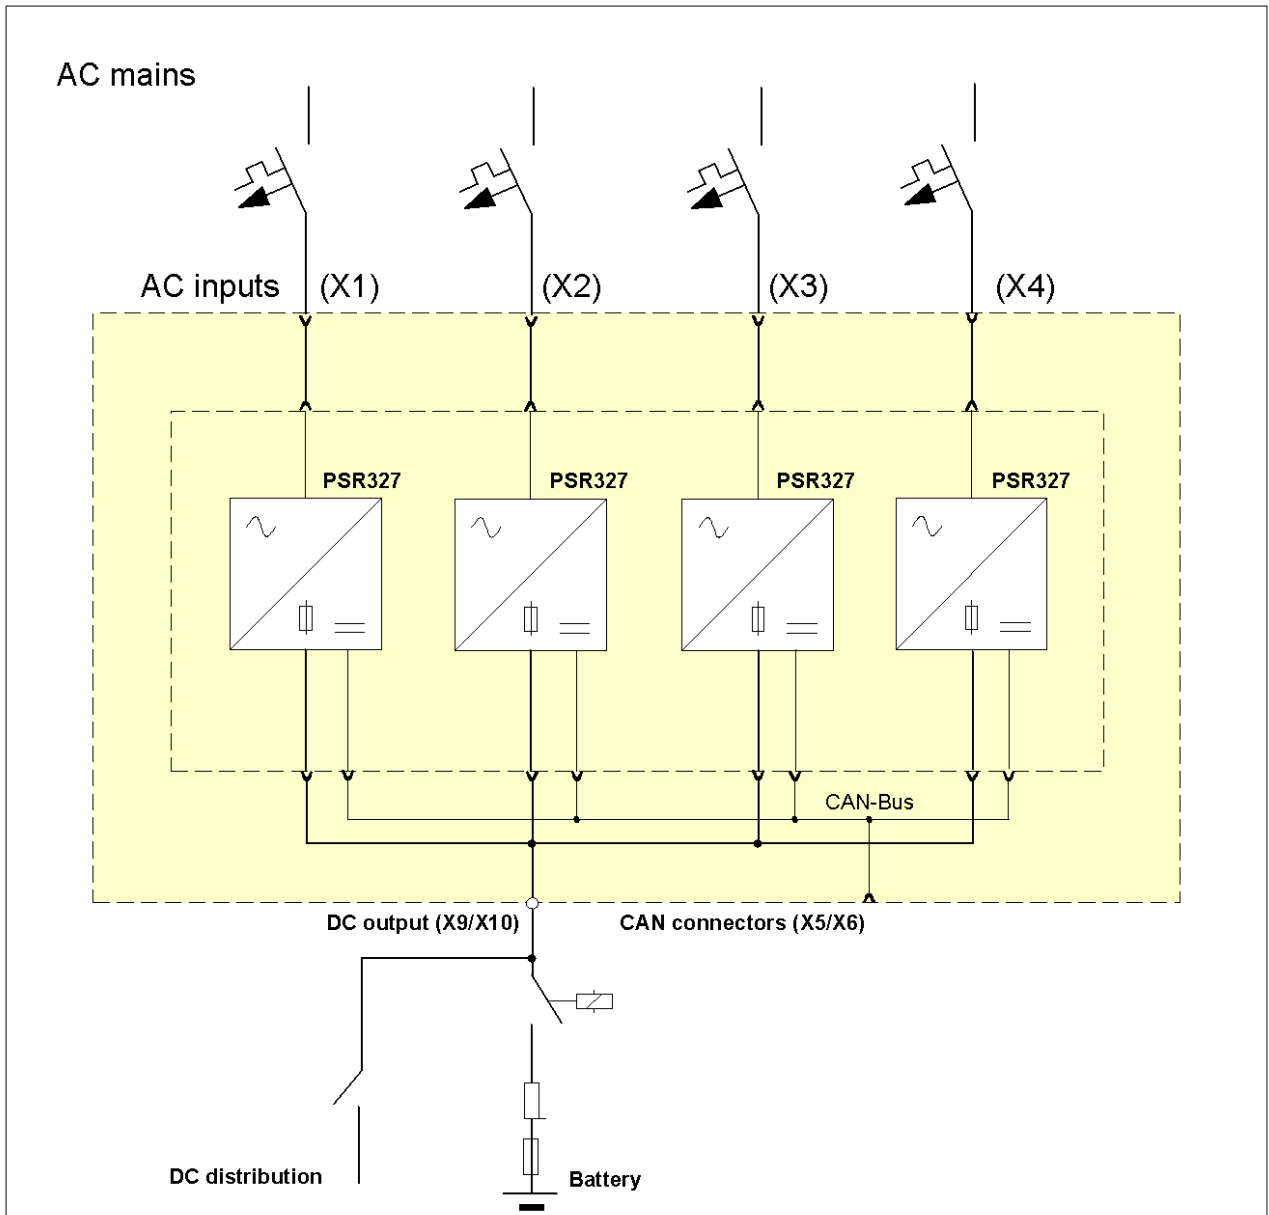 AC mains
AC inputs (X1) (X2) (X3) (X4)
PSR327 PSR327 PSR327 PSR327
CAN-Bus
DC output (X9/X10) CAN connectors (X5/X6)
DC distribution Battery